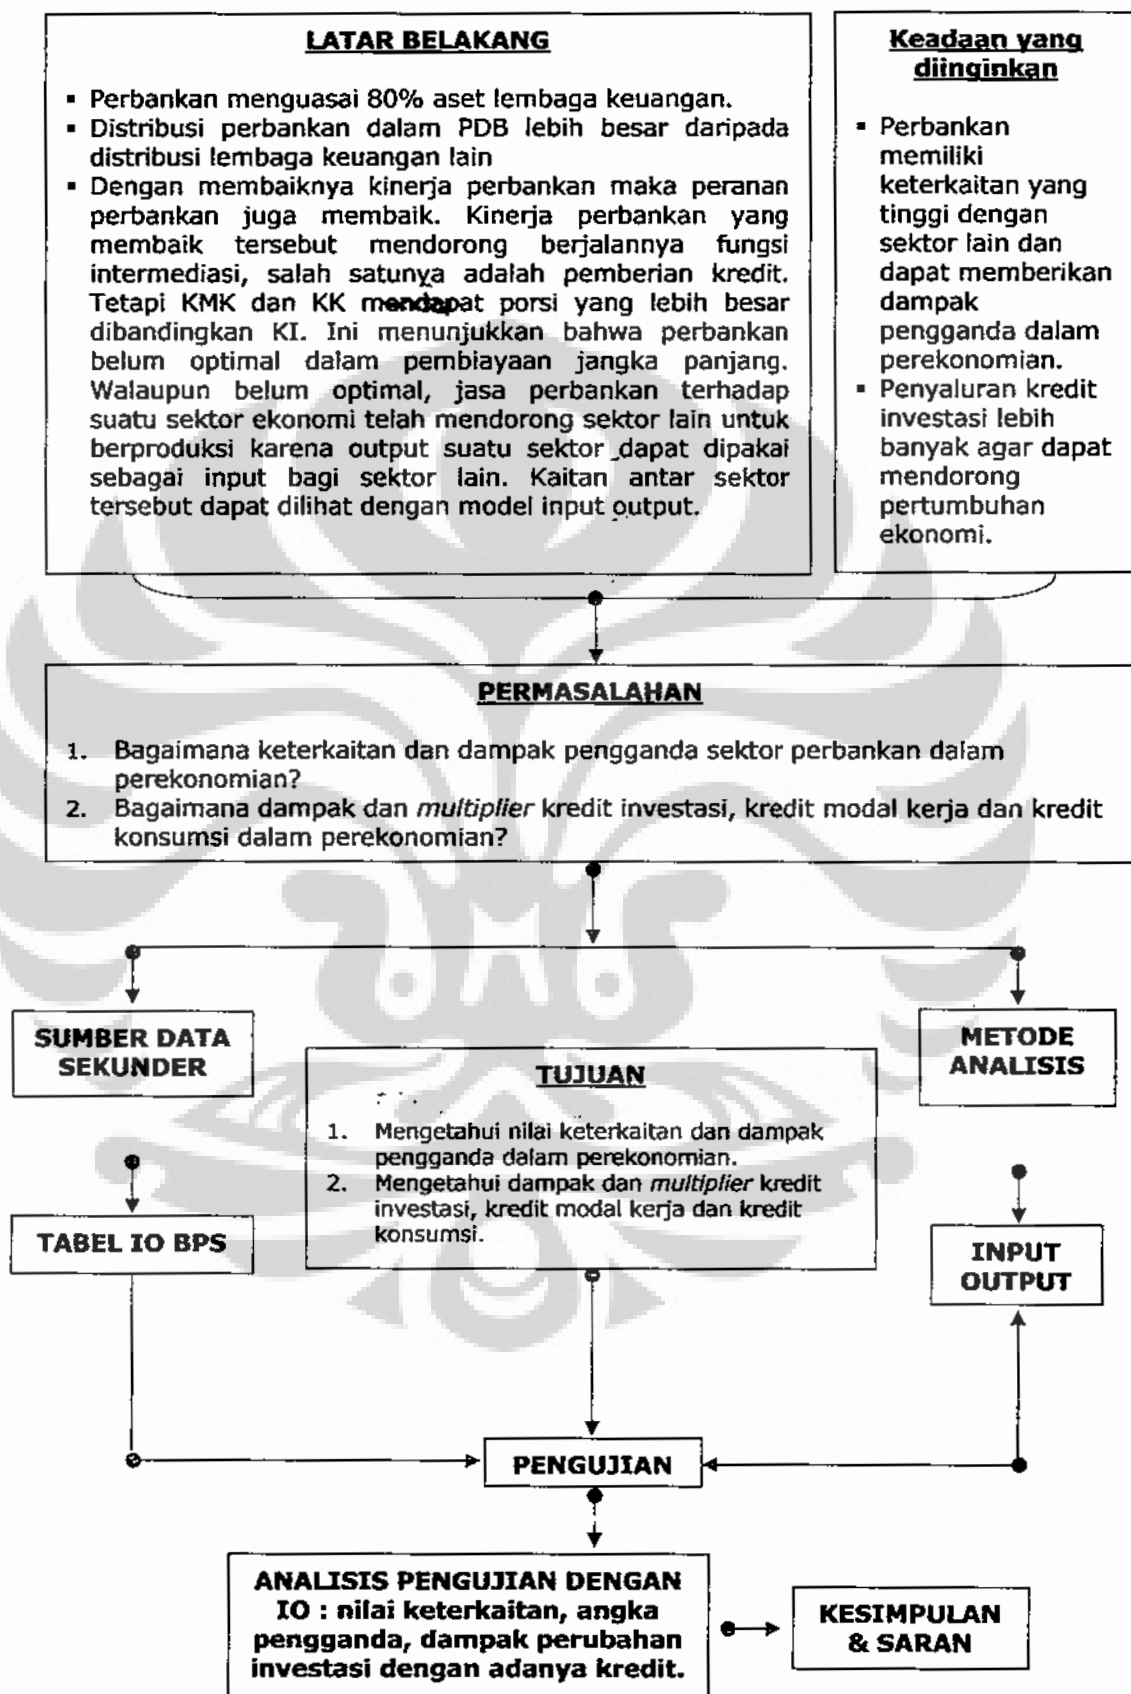 LATAR BELAKANG
▪ Perbankan menguasai 80% aset lembaga keuangan.
▪ Distribusi perbankan dalam PDB lebih besar daripada
distribusi lembaga keuangan lain
▪ Dengan membaiknya kinerja perbankan maka peranan
perbankan juga membaik. Kinerja perbankan yang
membaik tersebut mendorong berjalannya fungsi
intermediasi, salah satunya adalah pemberian kredit.
Tetapi KMK dan KK mendapat porsi yang lebih besar
dibandingkan KI. Ini menunjukkan bahwa perbankan
belum optimal dalam pembiayaan jangka panjang.
Walaupun belum optimal, jasa perbankan terhadap
suatu sektor ekonomi telah mendorong sektor lain untuk
berproduksi karena output suatu sektor dapat dipakai
sebagai input bagi sektor lain. Kaitan antar sektor
tersebut dapat dilihat dengan model input output.
Keadaan yang
diinginkan
▪ Perbankan
memiliki
keterkaitan yang
tinggi dengan
sektor lain dan
dapat memberikan
dampak
pengganda dalam
perekonomian.
▪ Penyaluran kredit
investasi lebih
banyak agar dapat
mendorong
pertumbuhan
ekonomi.
PERMASALAHAN
1. Bagaimana keterkaitan dan dampak pengganda sektor perbankan dalam
perekonomian?
2. Bagaimana dampak dan multiplier kredit investasi, kredit modal kerja dan kredit
konsumsi dalam perekonomian?
SUMBER DATA
SEKUNDER
TUJUAN
1. Mengetahui nilai keterkaitan dan dampak
pengganda dalam perekonomian.
2. Mengetahui dampak dan multiplier kredit
investasi, kredit modal kerja dan kredit
konsumsi.
METODE
ANALISIS
TABEL IO BPS
INPUT
OUTPUT
PENGUJIAN
ANALISIS PENGUJIAN DENGAN
IO : nilai keterkaitan, angka
pengganda, dampak perubahan
investasi dengan adanya kredit.
KESIMPULAN
& SARAN